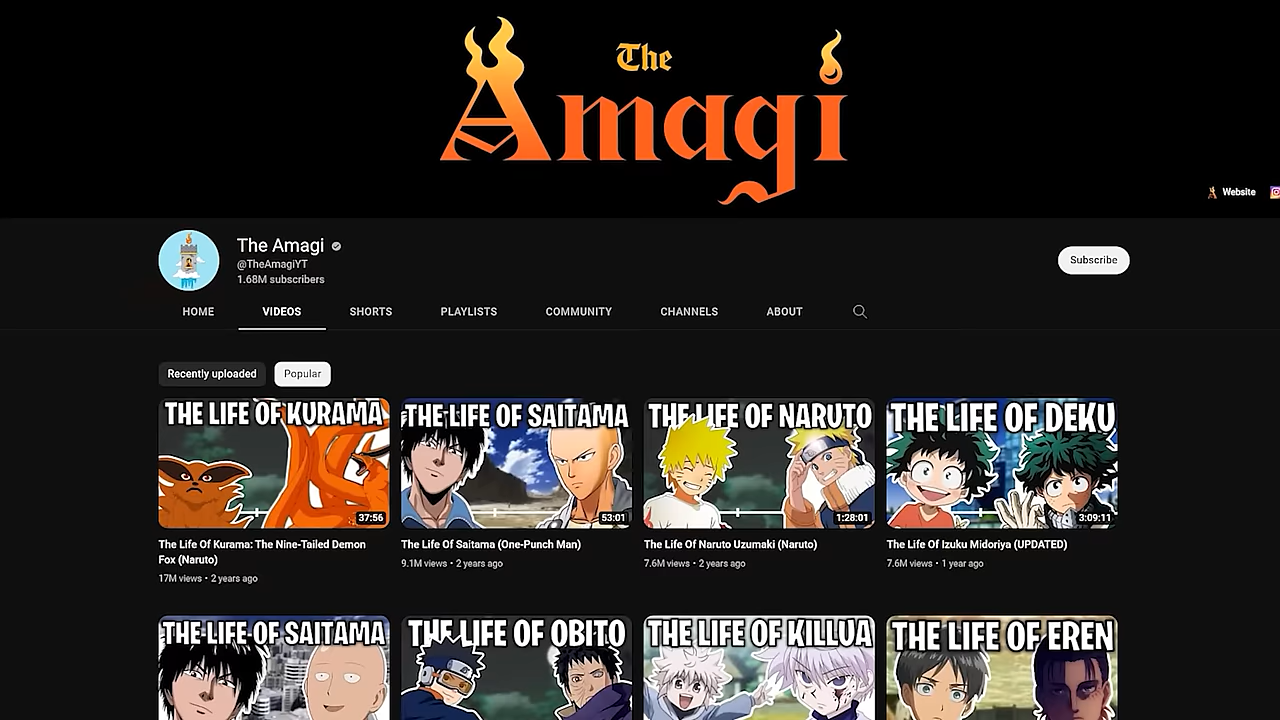 The
Amagi
Website
The Amagi
@TheAmagiYT
1.68M subscribers
Subscribe
HOME VIDEOS SHORTS PLAYLISTS COMMUNITY CHANNELS ABOUT
Recently uploaded Popular
THE LIFE OF KURAMA THE LIFE OF SAITAMA THE LIFE OF NARUTO THE LIFE OF DEKU
37:56 53:01 1:28:01 3:09:11
The Life Of Kurama: The Nine-Tailed Demon Fox (Naruto)
17M views • 2 years ago
The Life Of Saitama (One-Punch Man)
9.1M views • 2 years ago
The Life Of Naruto Uzumaki (Naruto)
7.6M views • 2 years ago
The Life Of Izuku Midoriya (UPDATED)
7.6M views • 1 year ago
THE LIFE OF SAITAMA THE LIFE OF OBITO THE LIFE OF KILLUA THE LIFE OF EREN